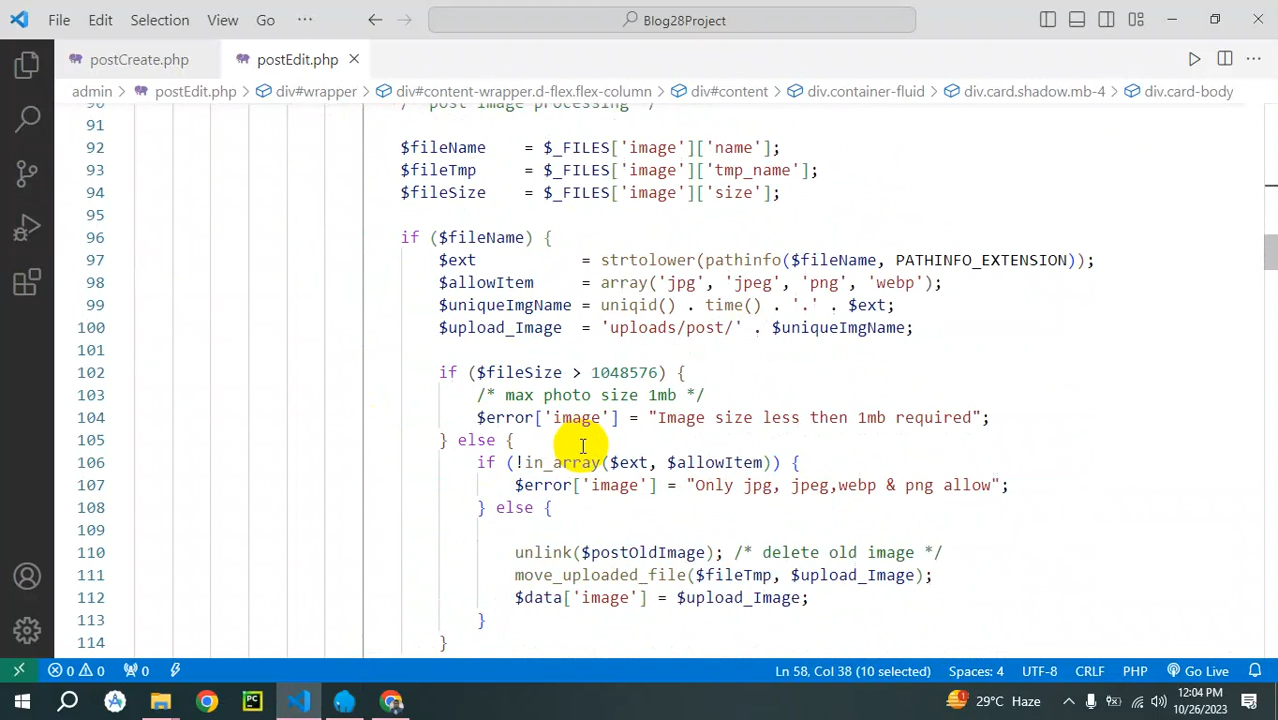 File Edit Selection View Go ··· Blog28Project
postCreate.php postEdit.php
admin > postEdit.php > div#wrapper > div#content-wrapper.d-flex.flex-column > div#content > div.container-fluid > div.card.shadow.mb-4 > div.card-body
90 /* post image processing */
91
92 $fileName = $_FILES['image']['name'];
93 $fileTmp = $_FILES['image']['tmp_name'];
94 $fileSize = $_FILES['image']['size'];
95
96 if ($fileName) {
97 $ext = strtolower(pathinfo($fileName, PATHINFO_EXTENSION));
98 $allowItem = array('jpg', 'jpeg', 'png', 'webp');
99 $uniqueImgName = uniqid() . time() . '.' . $ext;
100 $upload_Image = 'uploads/post/' . $uniqueImgName;
101
102 if ($fileSize > 1048576) {
103 /* max photo size 1mb */
104 $error['image'] = "Image size less then 1mb required";
105 } else {
106 if (!in_array($ext, $allowItem)) {
107 $error['image'] = "Only jpg, jpeg,webp & png allow";
108 } else {
109
110 unlink($postOldImage); /* delete old image */
111 move_uploaded_file($fileTmp, $upload_Image);
112 $data['image'] = $upload_Image;
113 }
114 }
0 0 0 Ln 58, Col 38 (10 selected) Spaces: 4 UTF-8 CRLF PHP Go Live
PC 29°C Haze 12:04 PM
10/26/2023